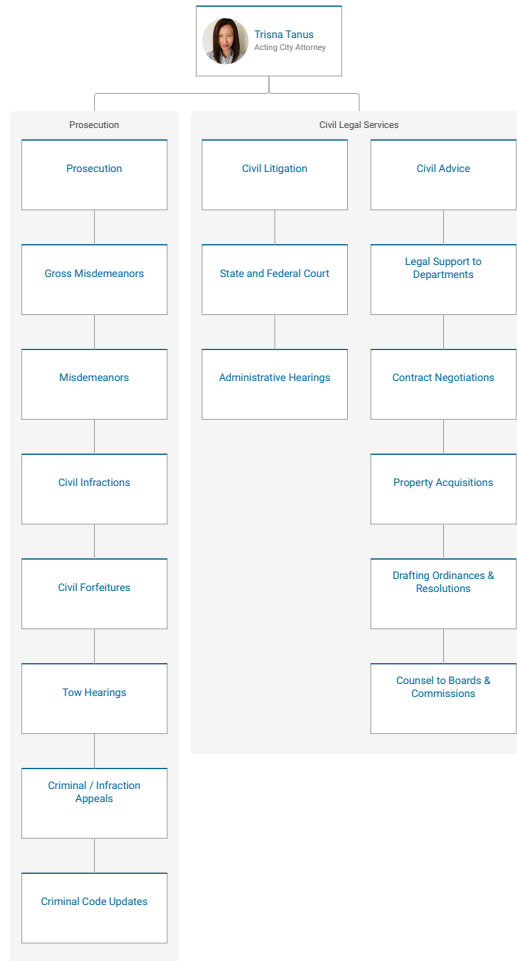 Trisna Tanus
Acting City Attorney
Prosecution
Civil Legal Services
Prosecution
Civil Litigation
Civil Advice
Gross Misdemeanors
State and Federal Court
Legal Support to
Departments
Misdemeanors
Administrative Hearings
Contract Negotiations
Civil Infractions
Property Acquisitions
Civil Forfeitures
Drafting Ordinances &
Resolutions
Tow Hearings
Counsel to Boards &
Commissions
Criminal / Infraction
Appeals
Criminal Code Updates